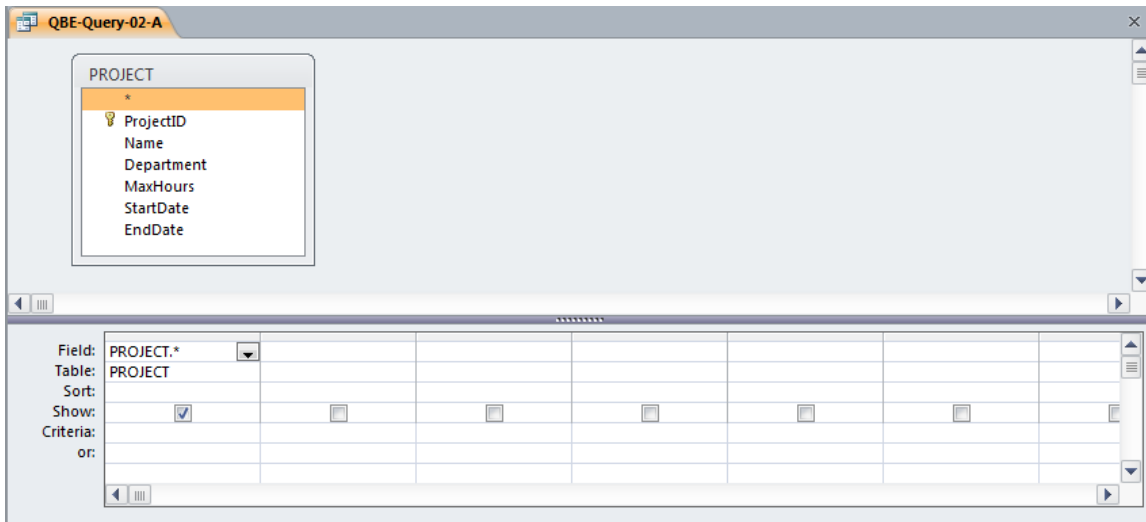 QBE-Query-02-A
PROJECT
*
ProjectID
Name
Department
MaxHours
StartDate
EndDate
Field: PROJECT.*
Table: PROJECT
Sort:
Show:
Criteria:
or: